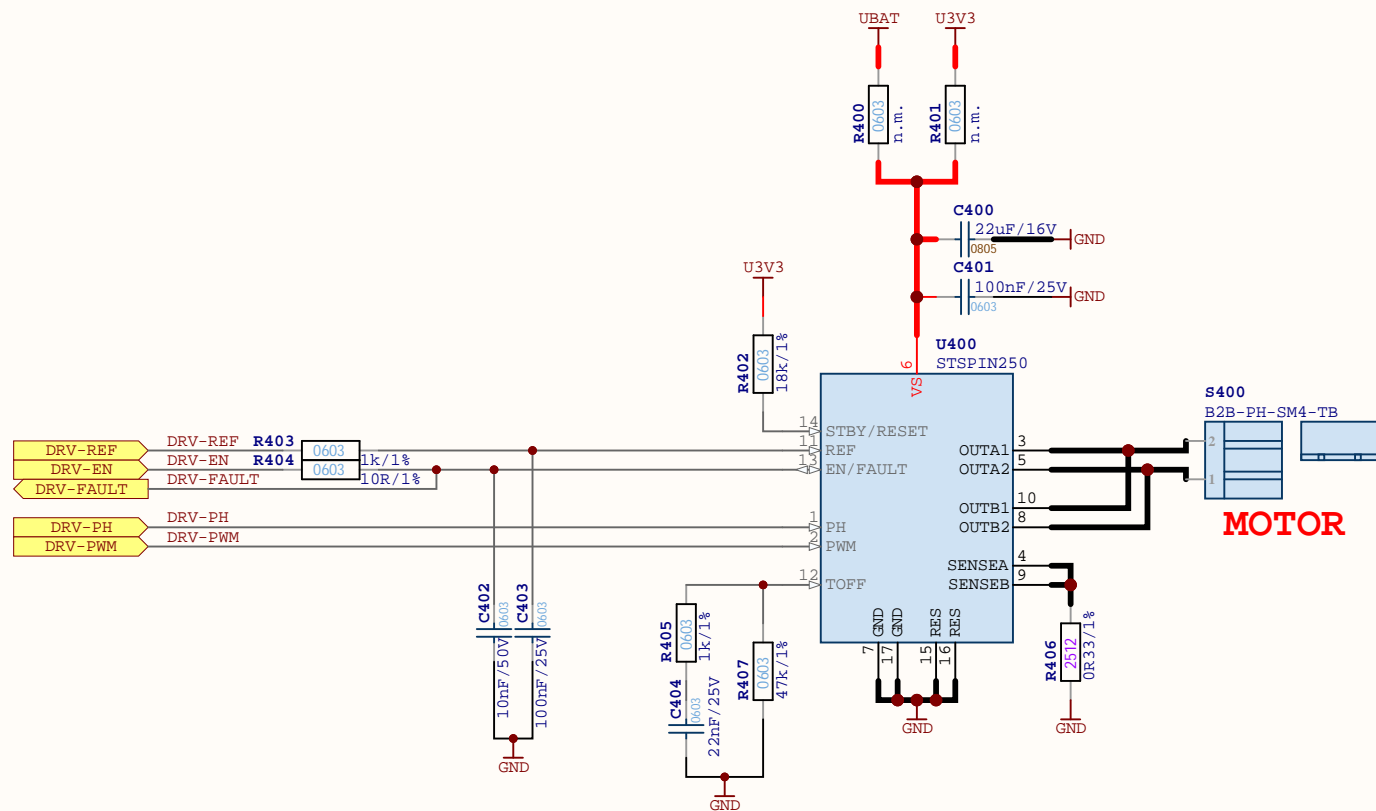 UBAT U3V3
R400 0603 n.m. R401 0603 n.m.
C400
22uF/16V
0805 GND
C401
100nF/25V
0603 GND
U3V3
R402 0603 18k/1%
U400
STSPIN250
6
VS
14 STBY/RESET
11 REF
13 EN/FAULT
1 PH
2 PWM
12 TOFF
OUTA1 3
OUTA2 5
OUTB1 10
OUTB2 8
SENSEA 4
SENSEB 9
GND GND RES RES
7 17 15 16
GND
S400
B2B-PH-SM4-TB
2
1
MOTOR
DRV-REF DRV-REF R403 0603 1k/1%
DRV-EN DRV-EN R404 0603 10R/1%
DRV-FAULT DRV-FAULT
DRV-PH DRV-PH
DRV-PWM DRV-PWM
C402 0603 10nF/50V
C403 0603 100nF/25V
GND
R405 0603 1k/1%
C404 0603 22nF/25V
R407 0603 47k/1%
GND
R406 2512 0R33/1%
GND